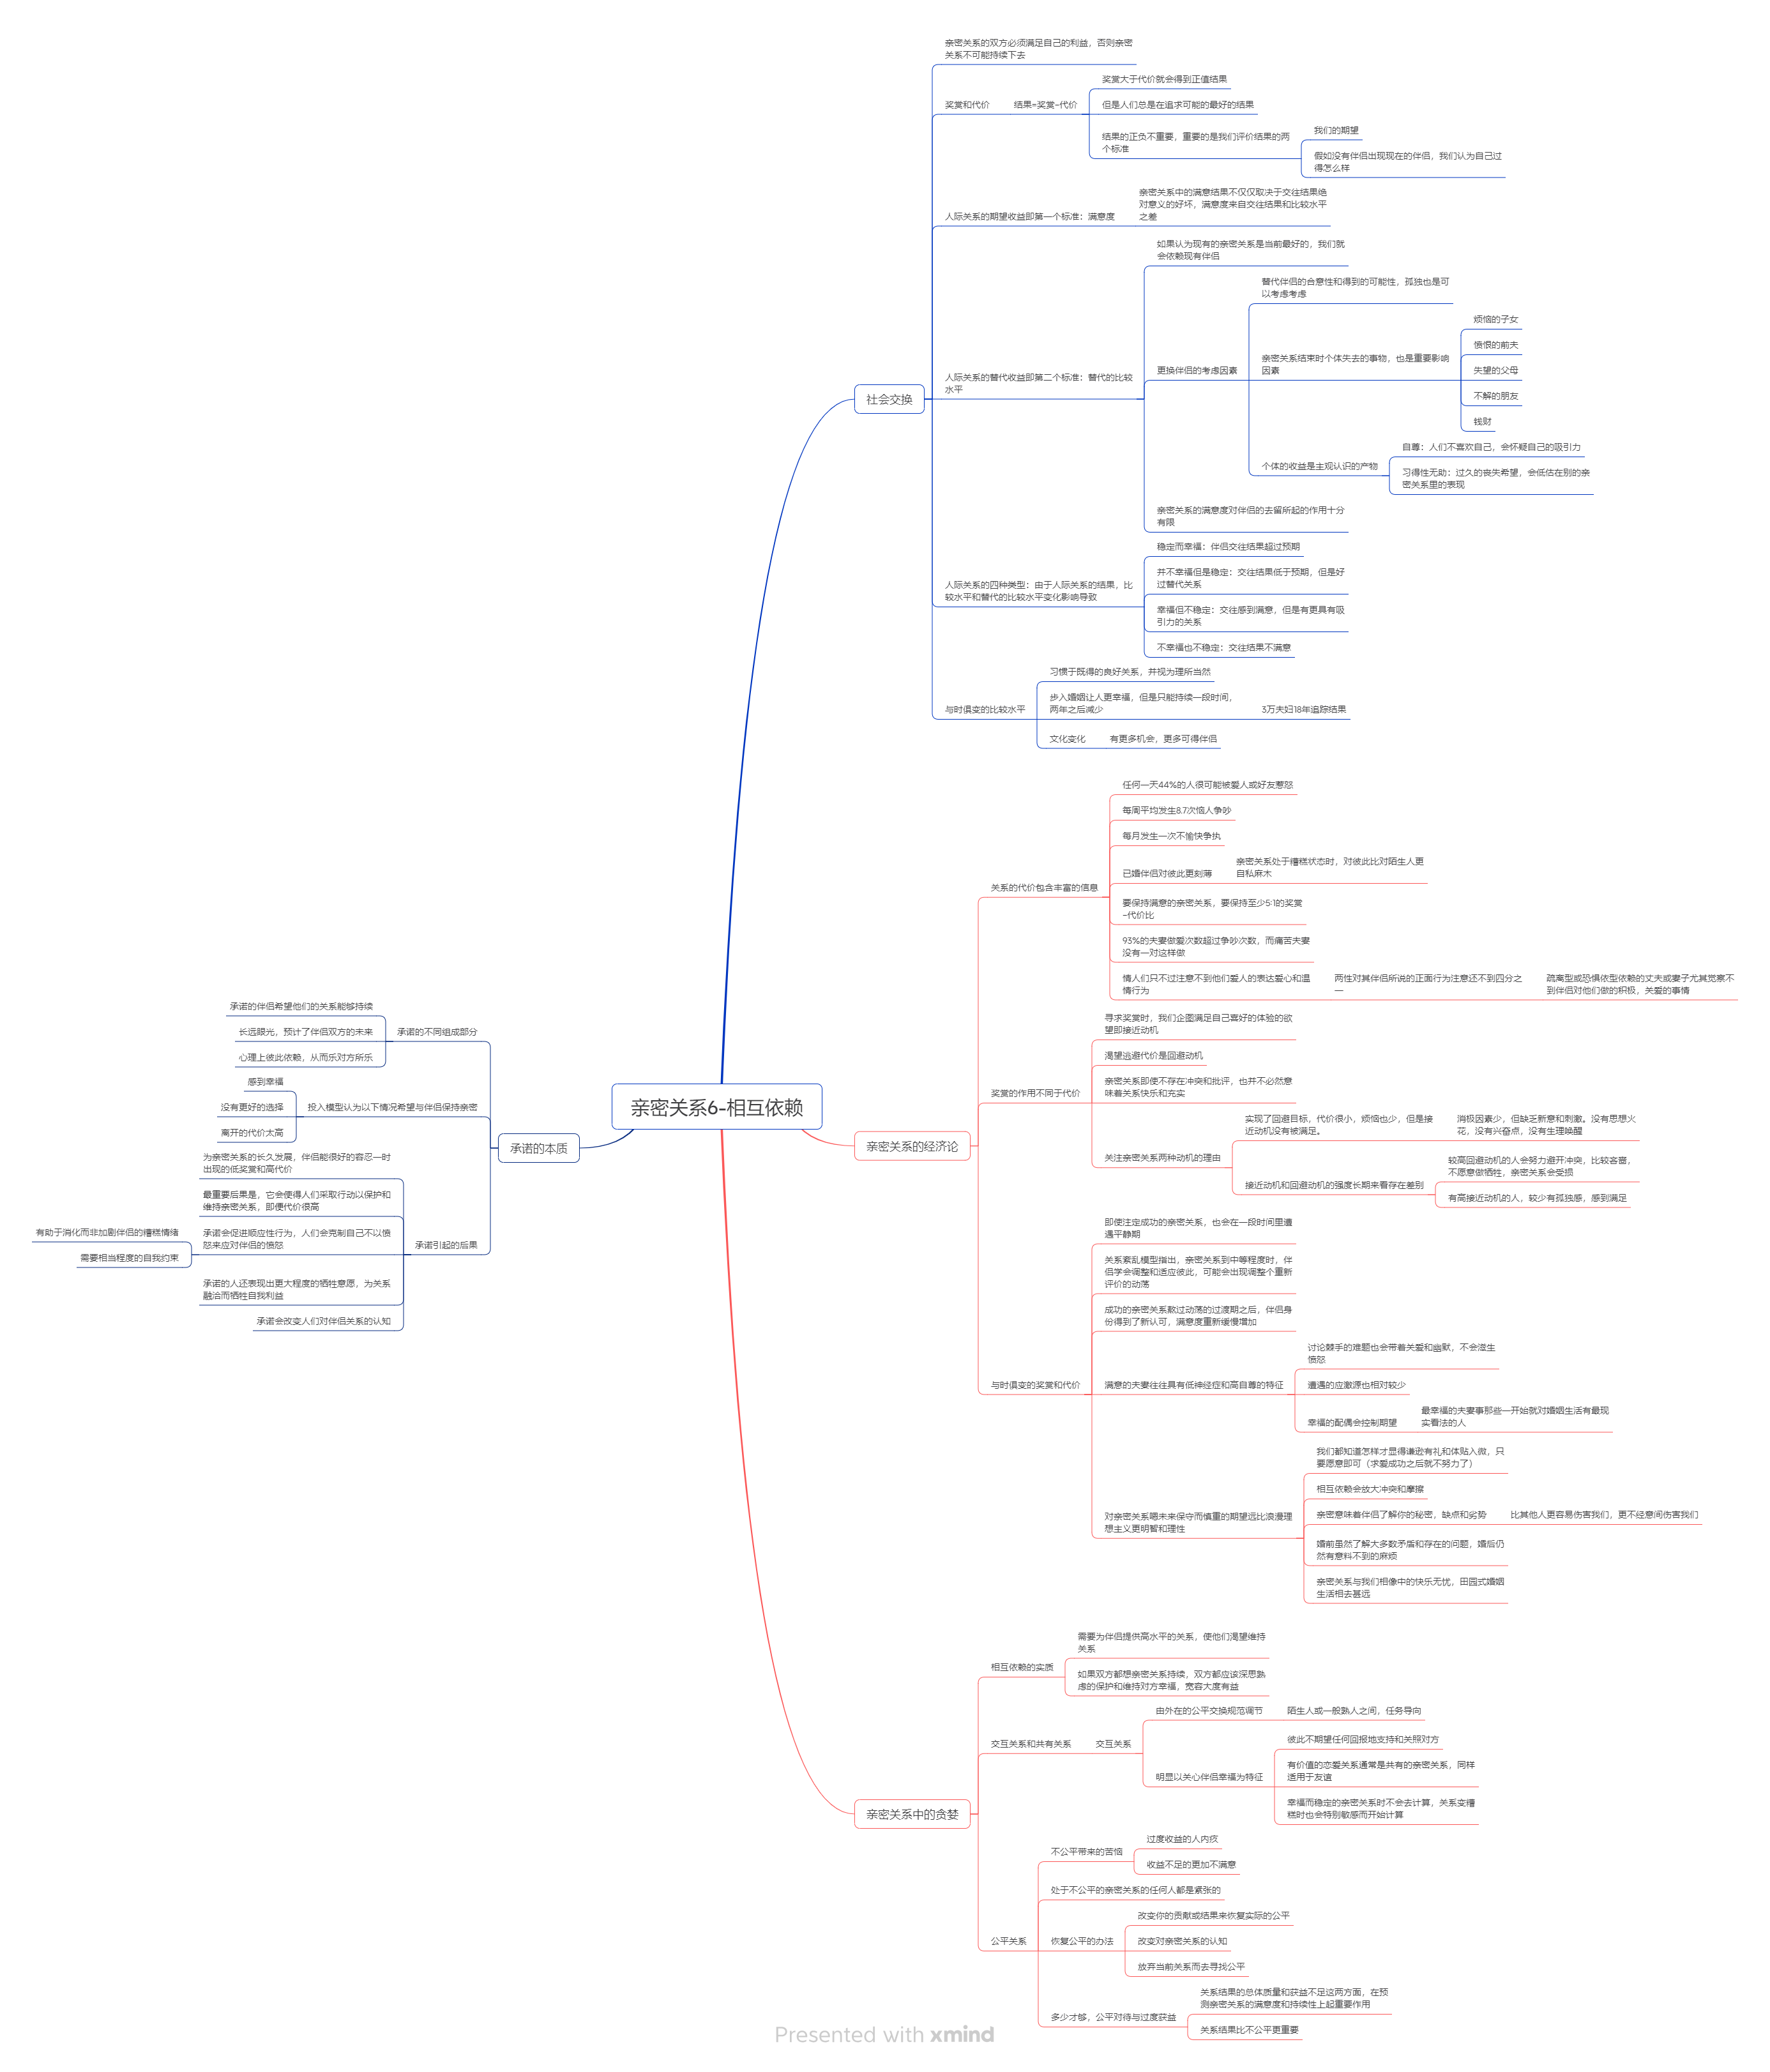 亲密关系6-相互依赖
社会交换
亲密关系的双方必须满足自己的利益，否则亲密
关系不可能持续下去
奖赏和代价
结果=奖赏-代价
奖赏大于代价就会得到正值结果
但是人们总是在追求可能的最好的结果
结果的正负不重要，重要的是我们评价结果的两
个标准
我们的期望
假如没有伴侣出现现在的伴侣，我们认为自己过
得怎么样
人际关系的期望收益即第一个标准：满意度
亲密关系中的满意结果不仅仅取决于交往结果绝
对意义的好坏，满意度来自交往结果和比较水平
之差
人际关系的替代收益即第二个标准：替代的比较
水平
如果认为现有的亲密关系是当前最好的，我们就
会依赖现有伴侣
更换伴侣的考虑因素
替代伴侣的合意性和得到的可能性，孤独也是可
以考虑考虑
亲密关系结束时个体失去的事物，也是重要影响
因素
烦恼的子女
愤恨的前夫
失望的父母
不解的朋友
钱财
个体的收益是主观认识的产物
自尊：人们不喜欢自己，会怀疑自己的吸引力
习得性无助：过久的丧失希望，会低估在别的亲
密关系里的表现
亲密关系的满意度对伴侣的去留所起的作用十分
有限
人际关系的四种类型：由于人际关系的结果，比
较水平和替代的比较水平变化影响导致
稳定而幸福：伴侣交往结果超过预期
并不幸福但是稳定：交往结果低于预期，但是好
过替代关系
幸福但不稳定：交往感到满意，但是有更具有吸
引力的关系
不幸福也不稳定：交往结果不满意
与时俱变的比较水平
习惯于既得的良好关系，并视为理所当然
步入婚姻让人更幸福，但是只能持续一段时间，
两年之后减少
3万夫妇18年追踪结果
文化变化
有更多机会，更多可得伴侣
亲密关系的经济论
关系的代价包含丰富的信息
任何一天44%的人很可能被爱人或好友惹怒
每周平均发生8.7次恼人争吵
每月发生一次不愉快争执
已婚伴侣对彼此更刻薄
亲密关系处于糟糕状态时，对彼此比对陌生人更
自私麻木
要保持满意的亲密关系，要保持至少5:1的奖赏
-代价比
93%的夫妻做爱次数超过争吵次数，而痛苦夫妻
没有一对这样做
情人们只不过注意不到他们爱人的表达爱心和温
情行为
两性对其伴侣所说的正面行为注意还不到四分之
一
疏离型或恐惧依型依赖的丈夫或妻子尤其觉察不
到伴侣对他们做的积极，关爱的事情
奖赏的作用不同于代价
寻求奖赏时，我们企图满足自己喜好的体验的欲
望即接近动机
渴望逃避代价是回避动机
亲密关系即使不存在冲突和批评，也并不必然意
味着关系快乐和充实
关注亲密关系两种动机的理由
实现了回避目标，代价很小，烦恼也少，但是接
近动机没有被满足。
消极因素少，但缺乏新意和刺激。没有思想火
花，没有兴奋点，没有生理唤醒
接近动机和回避动机的强度长期来看存在差别
较高回避动机的人会努力避开冲突，比较吝啬，
不愿意做牺牲，亲密关系会受损
有高接近动机的人，较少有孤独感，感到满足
与时俱变的奖赏和代价
即使注定成功的亲密关系，也会在一段时间里遭
遇平静期
关系紊乱模型指出，亲密关系到中等程度时，伴
侣学会调整和适应彼此，可能会出现调整个重新
评价的动荡
成功的亲密关系熬过动荡的过渡期之后，伴侣身
份得到了新认可，满意度重新缓慢增加
满意的夫妻往往具有低神经症和高自尊的特征
讨论棘手的难题也会带着关爱和幽默，不会滋生
愤怒
遭遇的应激源也相对较少
幸福的配偶会控制期望
最幸福的夫妻事那些一开始就对婚姻生活有最现
实看法的人
对亲密关系嗯未来保守而慎重的期望远比浪漫理
想主义更明智和理性
我们都知道怎样才显得谦逊有礼和体贴入微，只
要愿意即可（求爱成功之后就不努力了）
相互依赖会放大冲突和摩擦
亲密意味着伴侣了解你的秘密，缺点和劣势
比其他人更容易伤害我们，更不经意间伤害我们
婚前虽然了解大多数矛盾和存在的问题，婚后仍
然有意料不到的麻烦
亲密关系与我们相像中的快乐无忧，田园式婚姻
生活相去甚远
亲密关系中的贪婪
相互依赖的实质
需要为伴侣提供高水平的关系，使他们渴望维持
关系
如果双方都想亲密关系持续，双方都应该深思熟
虑的保护和维持对方幸福，宽容大度有益
交互关系和共有关系
交互关系
由外在的公平交换规范调节
陌生人或一般熟人之间，任务导向
明显以关心伴侣幸福为特征
彼此不期望任何回报地支持和关照对方
有价值的恋爱关系通常是共有的亲密关系，同样
适用于友谊
幸福而稳定的亲密关系时不会去计算，关系变糟
糕时也会特别敏感而开始计算
公平关系
不公平带来的苦恼
过度收益的人内疚
收益不足的更加不满意
处于不公平的亲密关系的任何人都是紧张的
恢复公平的办法
改变你的贡献或结果来恢复实际的公平
改变对亲密关系的认知
放弃当前关系而去寻找公平
多少才够，公平对待与过度获益
关系结果的总体质量和获益不足这两方面，在预
测亲密关系的满意度和持续性上起重要作用
关系结果比不公平更重要
承诺的本质
承诺的不同组成部分
承诺的伴侣希望他们的关系能够持续
长远眼光，预计了伴侣双方的未来
心理上彼此依赖，从而乐对方所乐
投入模型认为以下情况希望与伴侣保持亲密
感到幸福
没有更好的选择
离开的代价太高
承诺引起的后果
为亲密关系的长久发展，伴侣能很好的容忍一时
出现的低奖赏和高代价
最重要后果是，它会使得人们采取行动以保护和
维持亲密关系，即便代价很高
承诺会促进顺应性行为，人们会克制自己不以愤
怒来应对伴侣的愤怒
有助于消化而非加剧伴侣的糟糕情绪
需要相当程度的自我约束
承诺的人还表现出更大程度的牺牲意愿，为关系
融洽而牺牲自我利益
承诺会改变人们对伴侣关系的认知
Presented with xmind